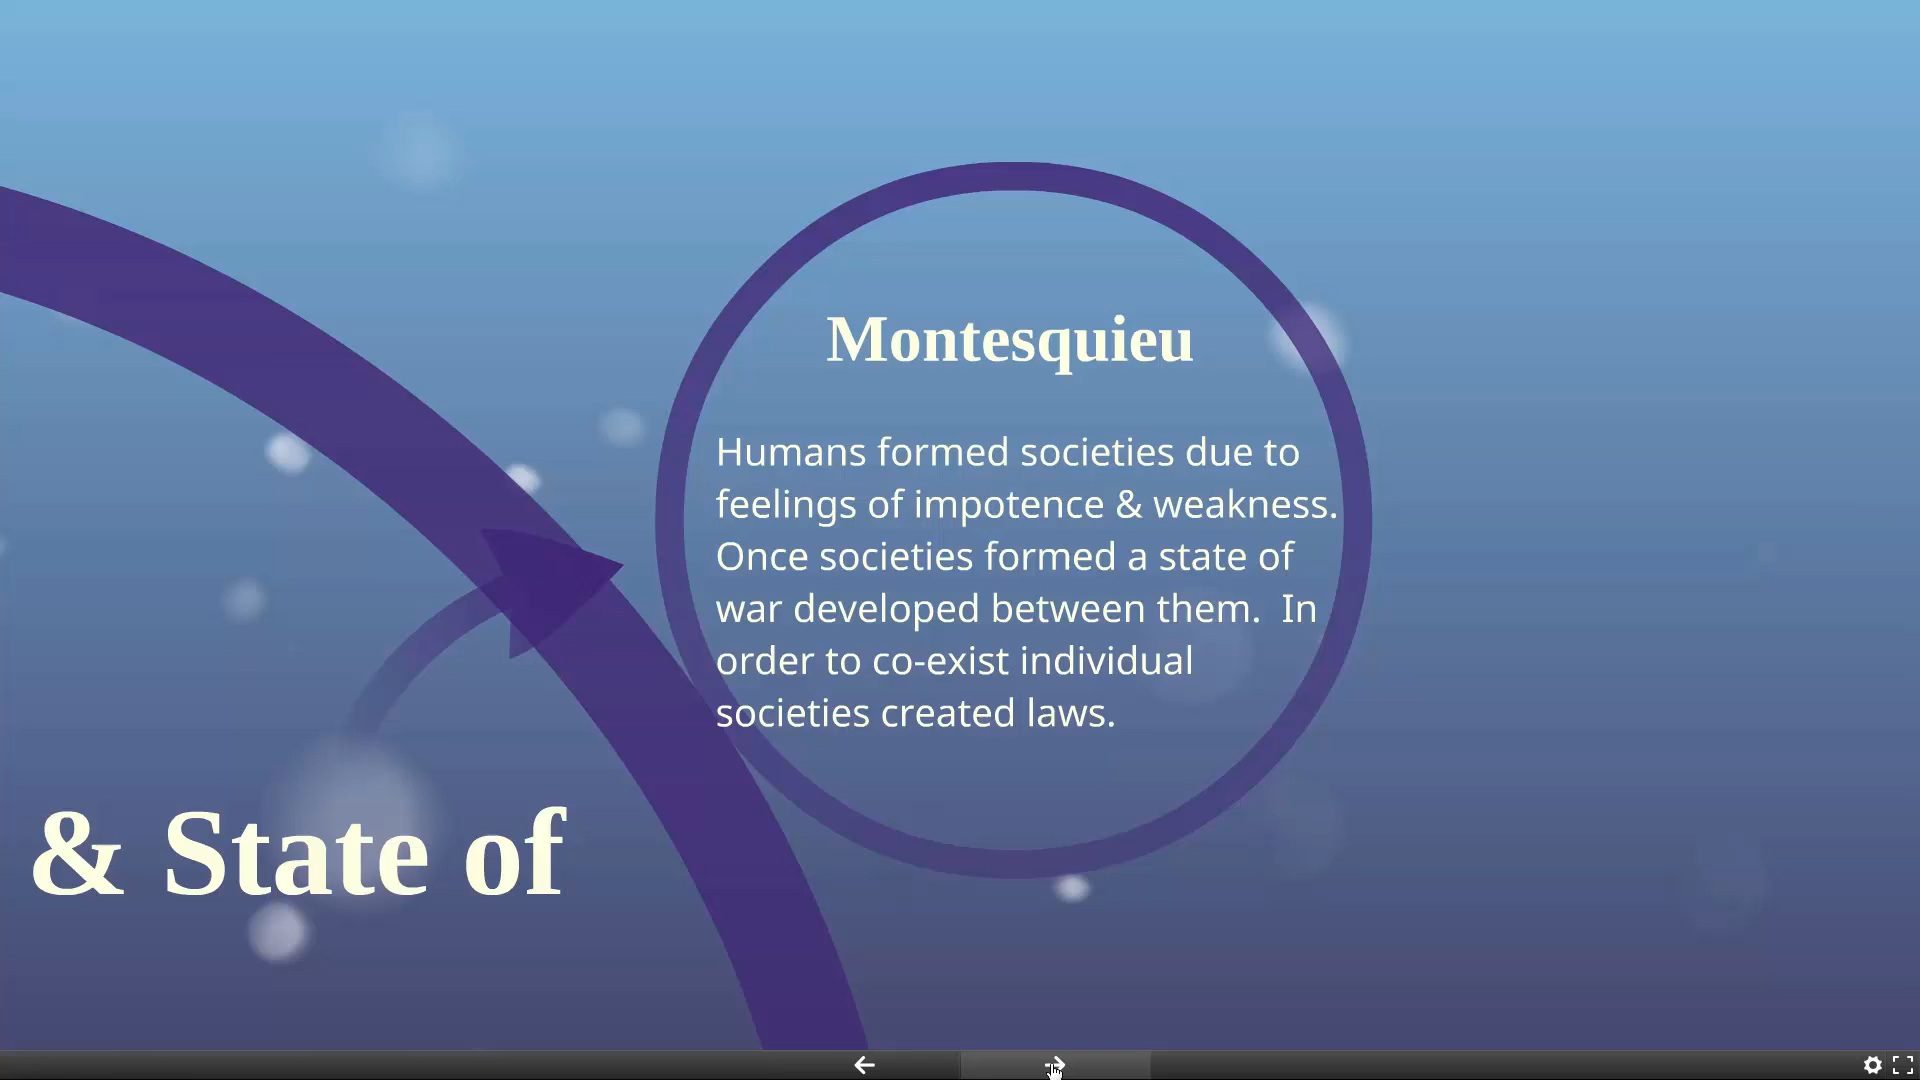 Montesquieu
Humans formed societies due to
feelings of impotence & weakness.
Once societies formed a state of
war developed between them.  In
order to co-exist individual
societies created laws.
& State of